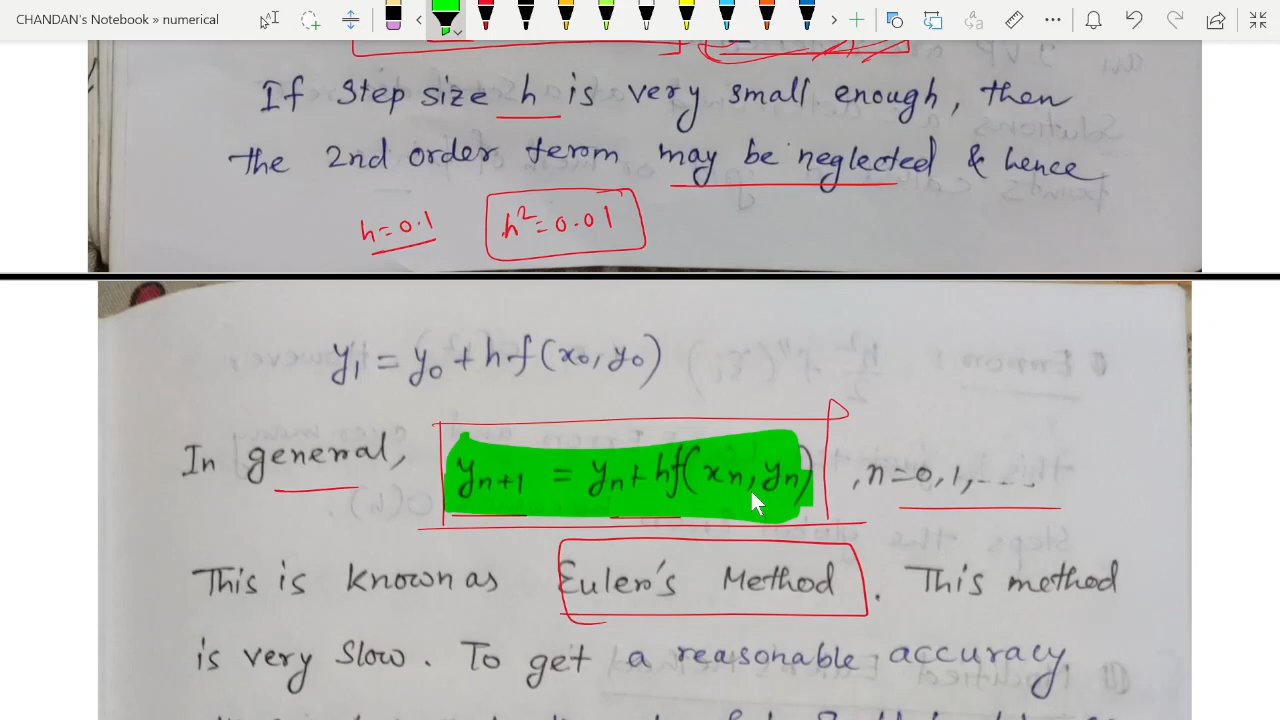 CHANDAN's Notebook » numerical
If step size h is very small enough, then
the 2nd order term may be neglected & hence
h=0.1 h²=0.01
y₁ = y₀ + hf(x₀, y₀)
In general, yₙ₊₁ = yₙ + hf(xₙ, yₙ) , n=0,1,.....
This is known as Euler's Method. This method
is very slow. To get a reasonable accuracy,